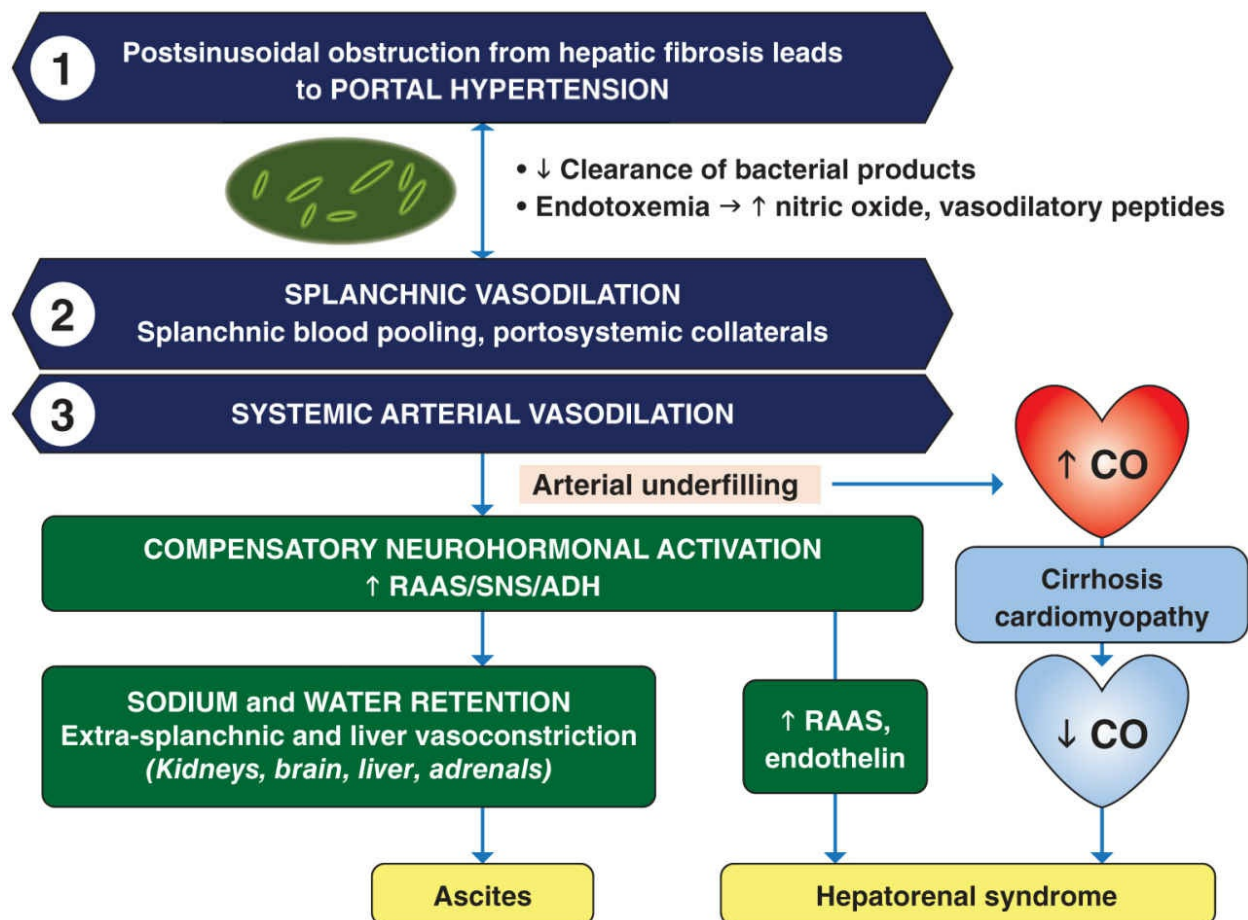 1
Postsinusoidal obstruction from hepatic fibrosis leads
to PORTAL HYPERTENSION
• ↓ Clearance of bacterial products
• Endotoxemia → ↑ nitric oxide, vasodilatory peptides
2
SPLANCHNIC VASODILATION
Splanchnic blood pooling, portosystemic collaterals
3
SYSTEMIC ARTERIAL VASODILATION
Arterial underfilling
↑ CO
COMPENSATORY NEUROHORMONAL ACTIVATION
↑ RAAS/SNS/ADH
Cirrhosis
cardiomyopathy
SODIUM and WATER RETENTION
Extra-splanchnic and liver vasoconstriction
(Kidneys, brain, liver, adrenals)
↑ RAAS,
endothelin
↓ CO
Ascites
Hepatorenal syndrome